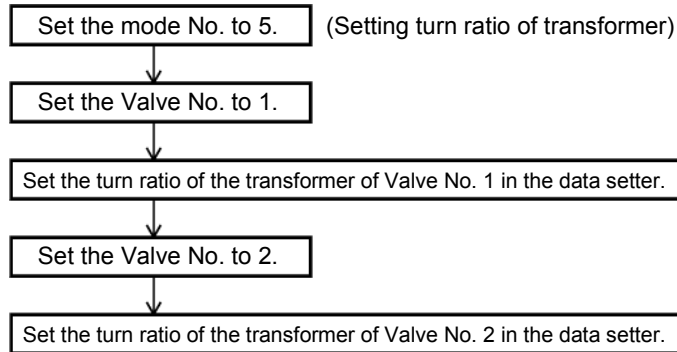 Set the mode No. to 5. (Setting turn ratio of transformer)
Set the Valve No. to 1.
Set the turn ratio of the transformer of Valve No. 1 in the data setter.
Set the Valve No. to 2.
Set the turn ratio of the transformer of Valve No. 2 in the data setter.